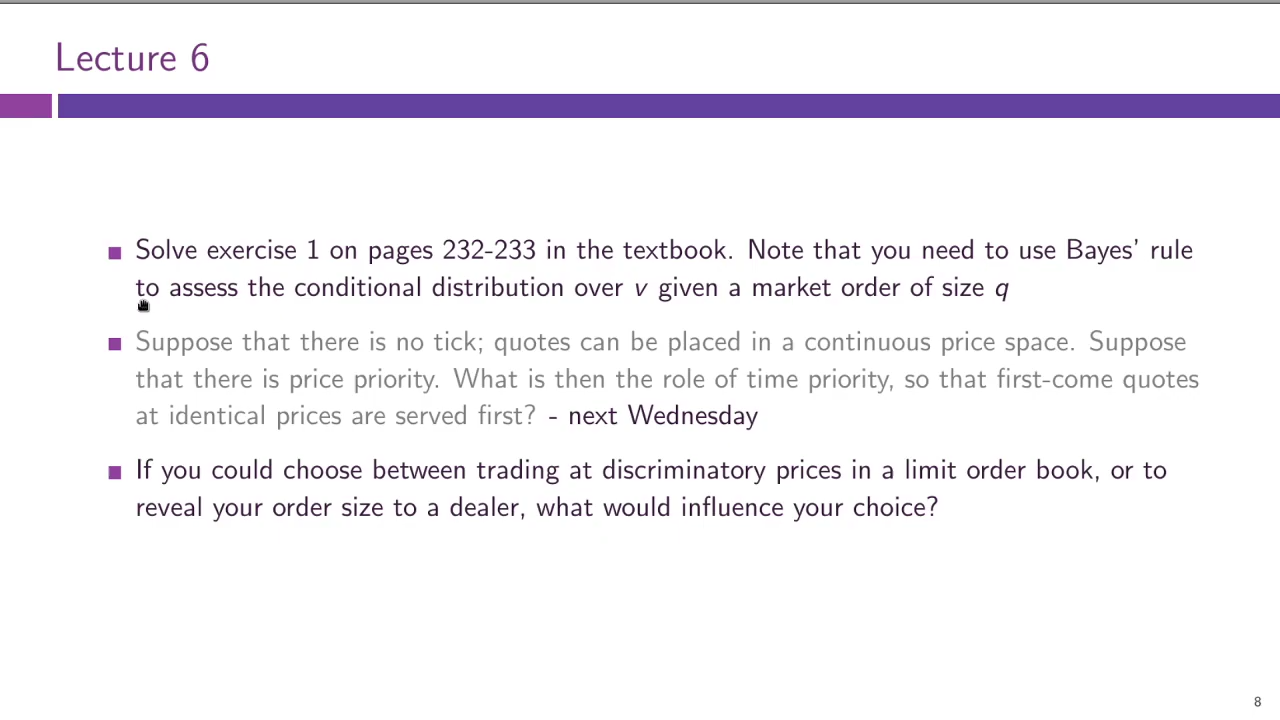 Lecture 6
Solve exercise 1 on pages 232-233 in the textbook. Note that you need to use Bayes' rule
to assess the conditional distribution over v given a market order of size q
Suppose that there is no tick; quotes can be placed in a continuous price space. Suppose
that there is price priority. What is then the role of time priority, so that first-come quotes
at identical prices are served first? - next Wednesday
If you could choose between trading at discriminatory prices in a limit order book, or to
reveal your order size to a dealer, what would influence your choice?
8